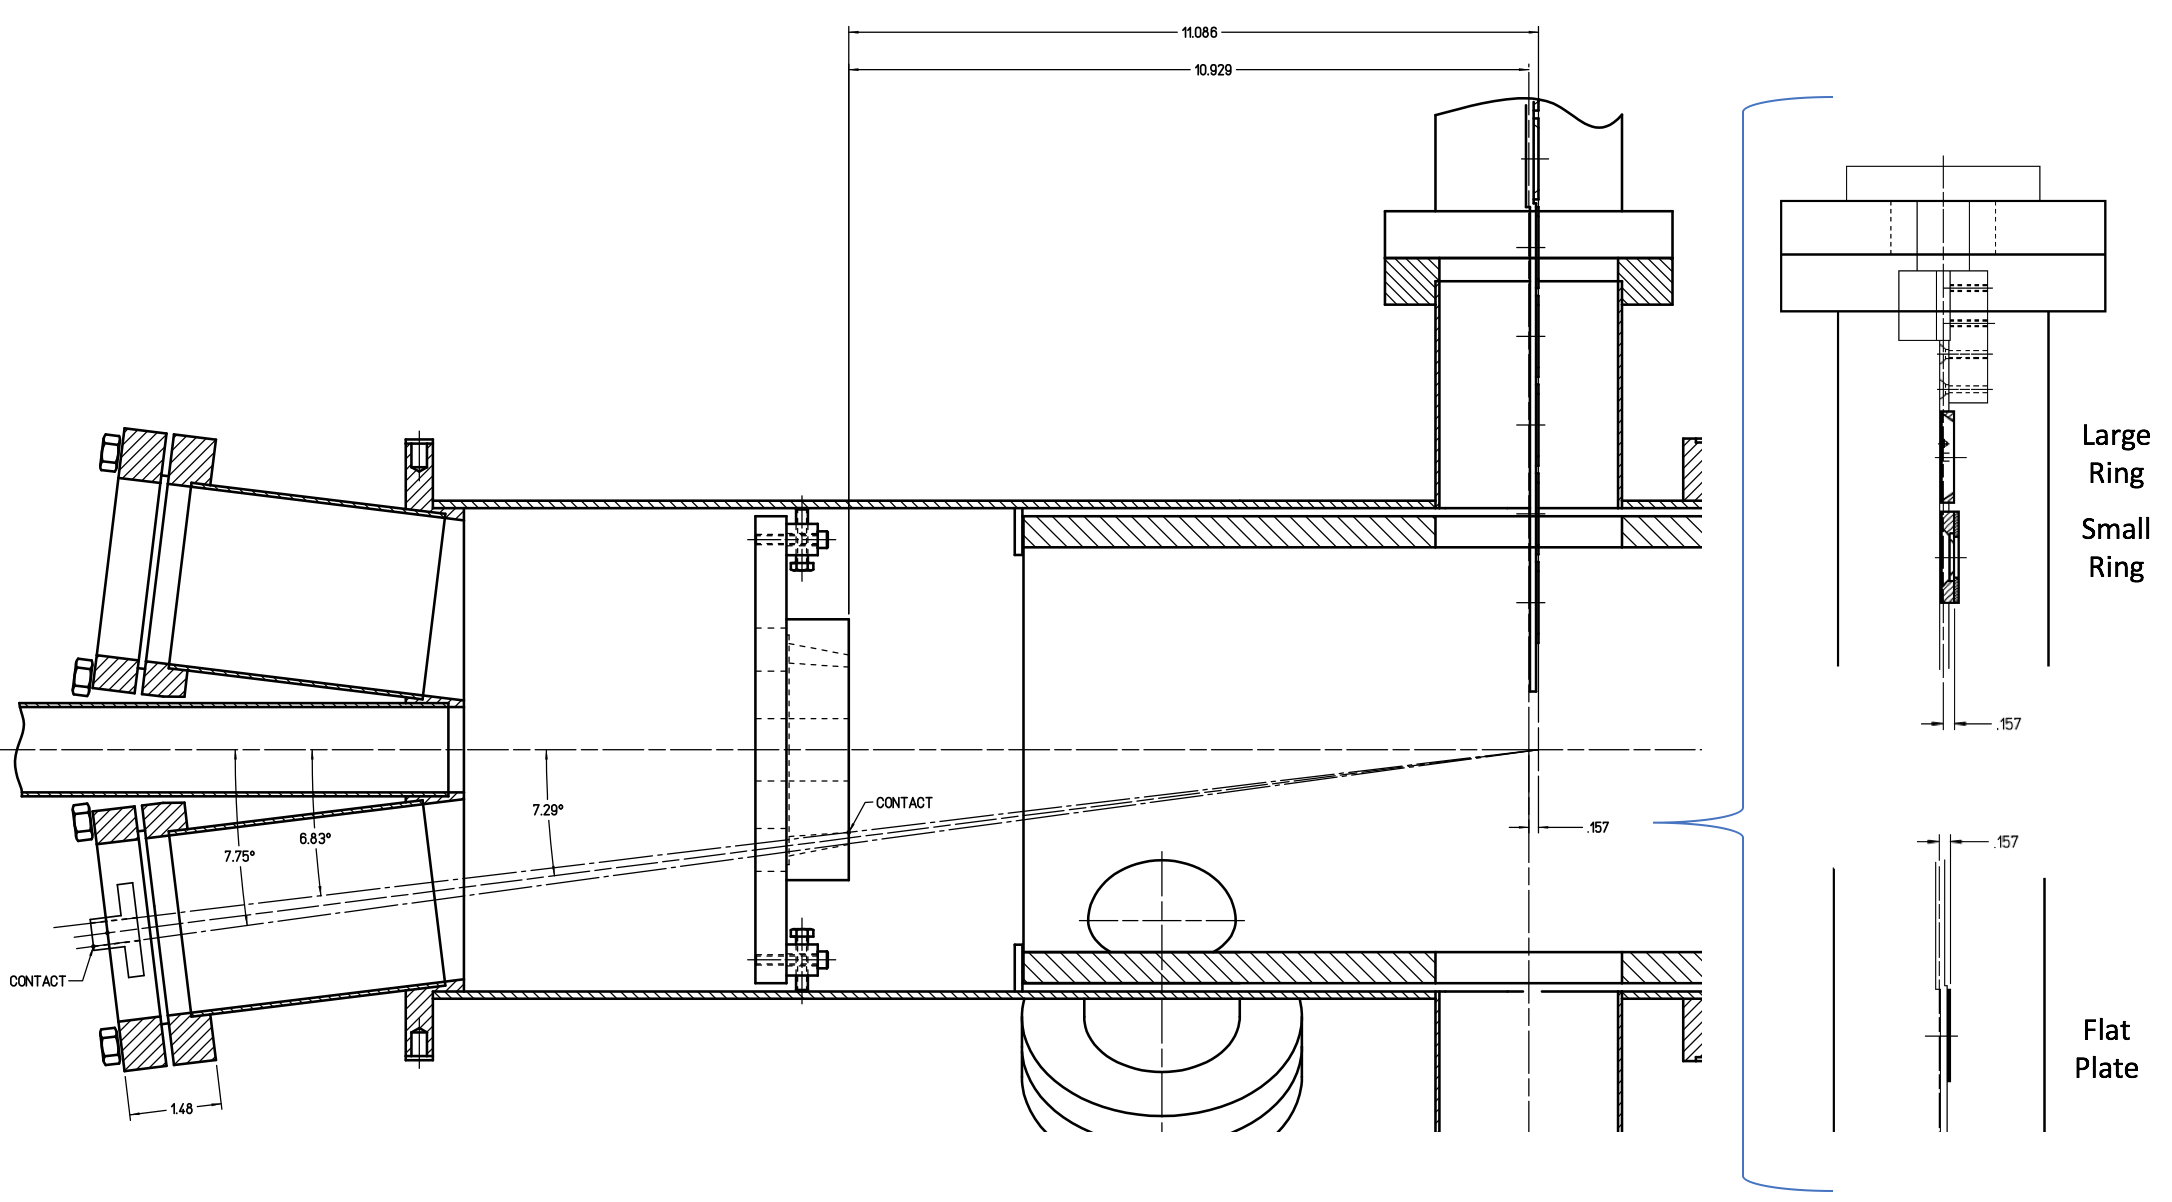 11.086
10.929
Large
Ring
Small
Ring
.157
7.29°
CONTACT
6.83°
7.75°
.157
.157
CONTACT
Flat
Plate
1.48